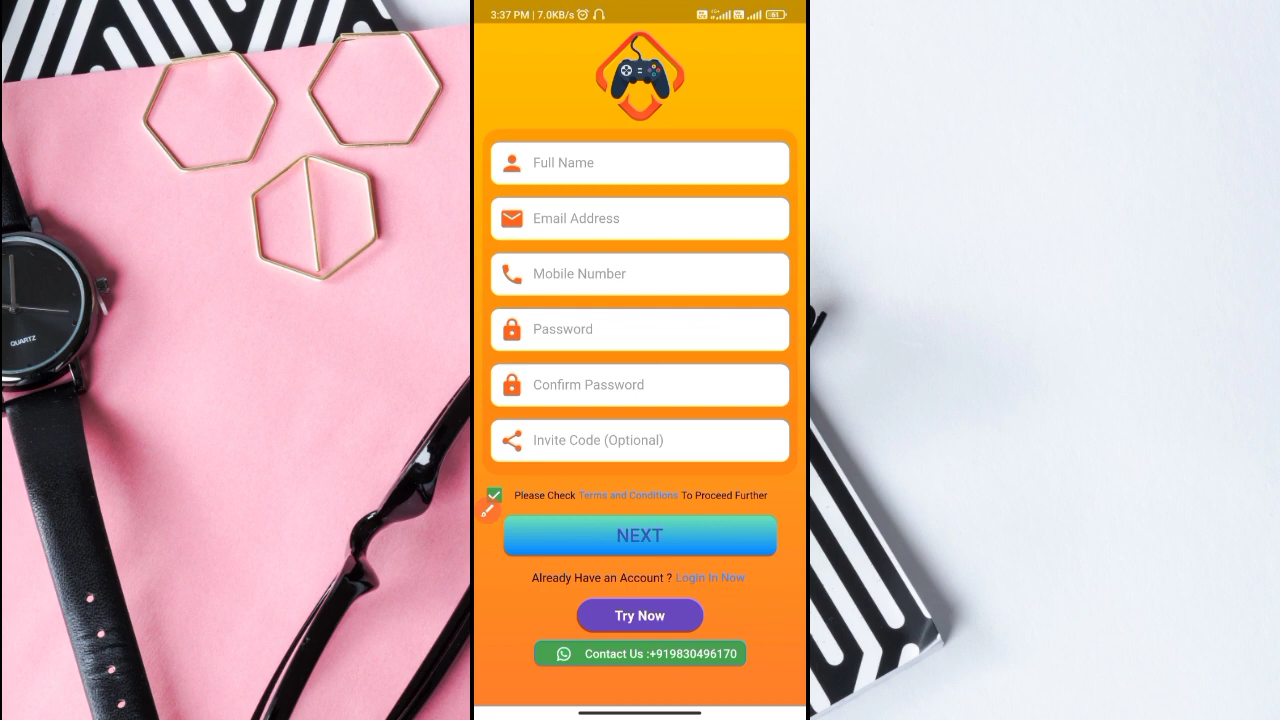 3:37 PM | 7.0KB/s
Full Name
Email Address
Mobile Number
Password
Confirm Password
Invite Code (Optional)
Please Check Terms and Conditions To Proceed Further
NEXT
Already Have an Account ? Login In Now
Try Now
Contact Us :+919830496170
QUARTZ